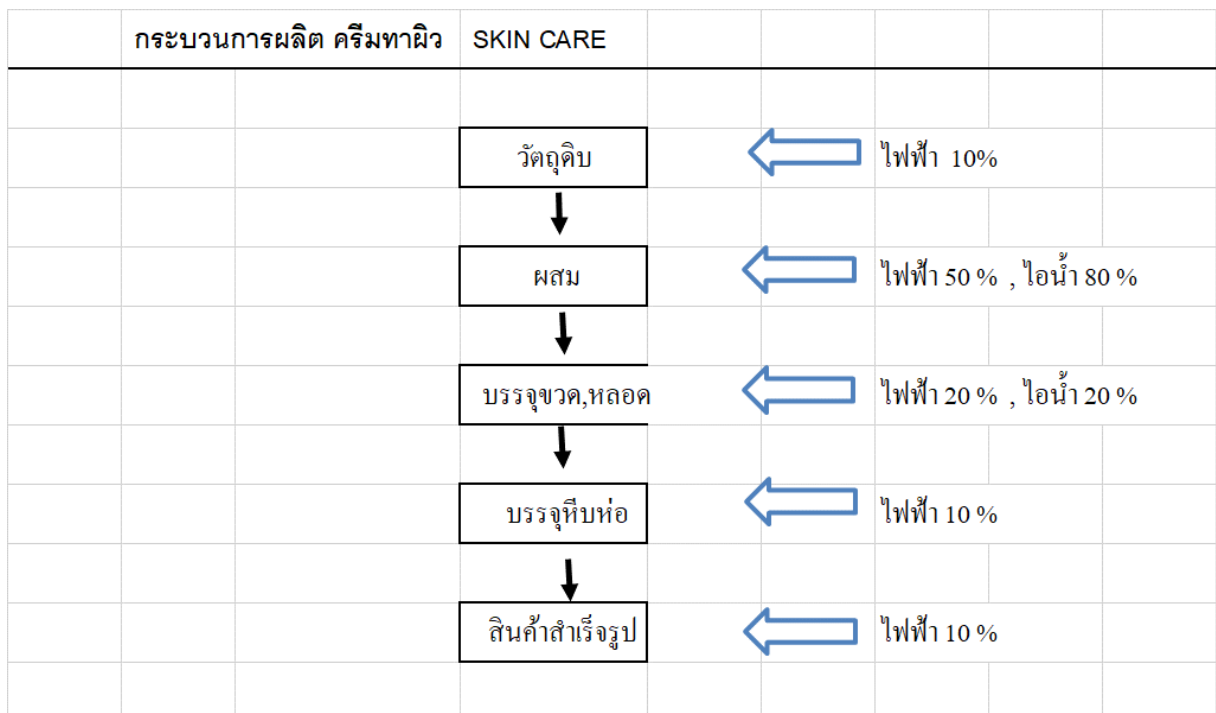 กระบวนการผลิต ครีมทาผิว SKIN CARE
วัตถุดิบ ไฟฟ้า 10%
ผสม ไฟฟ้า 50 % , ไอน้ำ 80 %
บรรจุขวด,หลอด ไฟฟ้า 20 % , ไอน้ำ 20 %
บรรจุหีบห่อ ไฟฟ้า 10 %
สินค้าสำเร็จรูป ไฟฟ้า 10 %